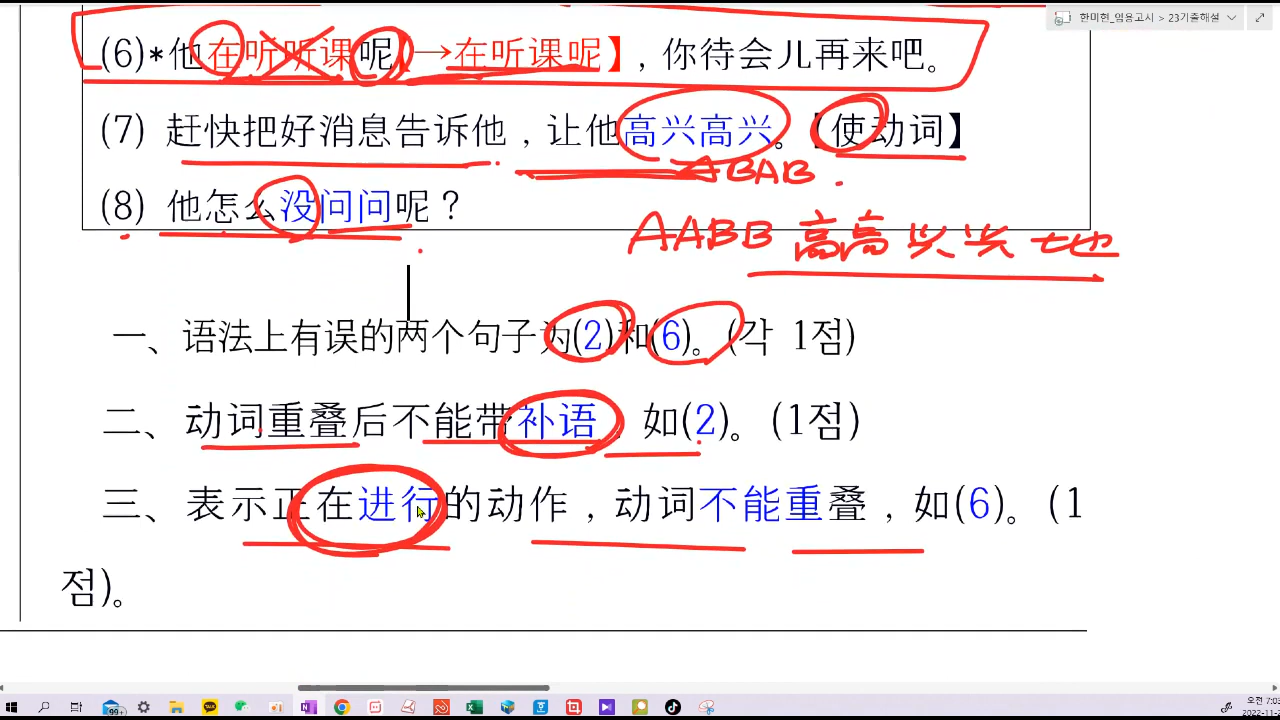 한미현_임용고시 > 23기출해설
(6)*他在听听课呢【→在听课呢】，你待会儿再来吧。
(7) 赶快把好消息告诉他，让他高兴高兴。【使动词】
ABAB
(8) 他怎么没问问呢？
AABB 高高兴兴地
一、语法上有误的两个句子为(2)和(6)。(各 1점)
二、动词重叠后不能带补语，如(2)。(1점)
三、表示正在进行的动作，动词不能重叠，如(6)。(1
점)。
99+